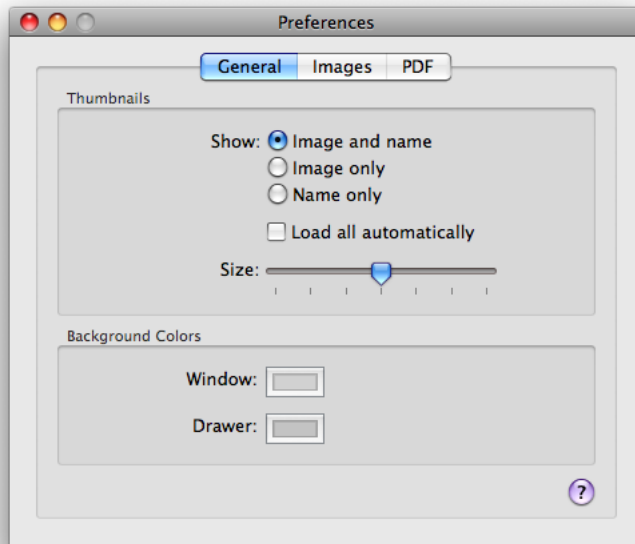 Preferences
General Images PDF
Thumbnails
Show: Image and name
Image only
Name only
Load all automatically
Size:
Background Colors
Window:
Drawer:
?